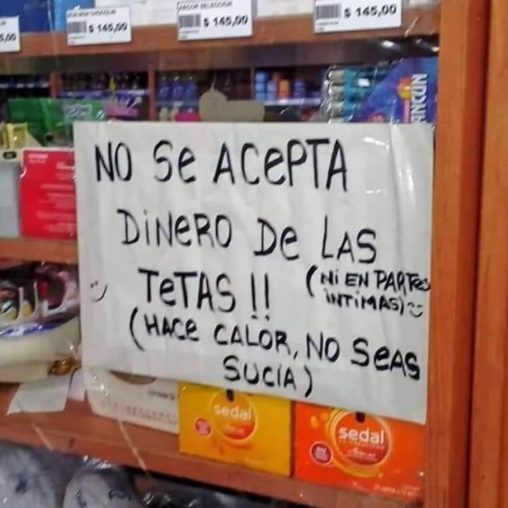 $ 145,00
$ 145,00
$ 145,00
NO Se ACePTA
DiNeRO De LAS
TeTAS !! (Ni EN PARTes
iNTiMAS)
(HACe CALOR, NO SeAS
SUCiA)
sedal
sedal